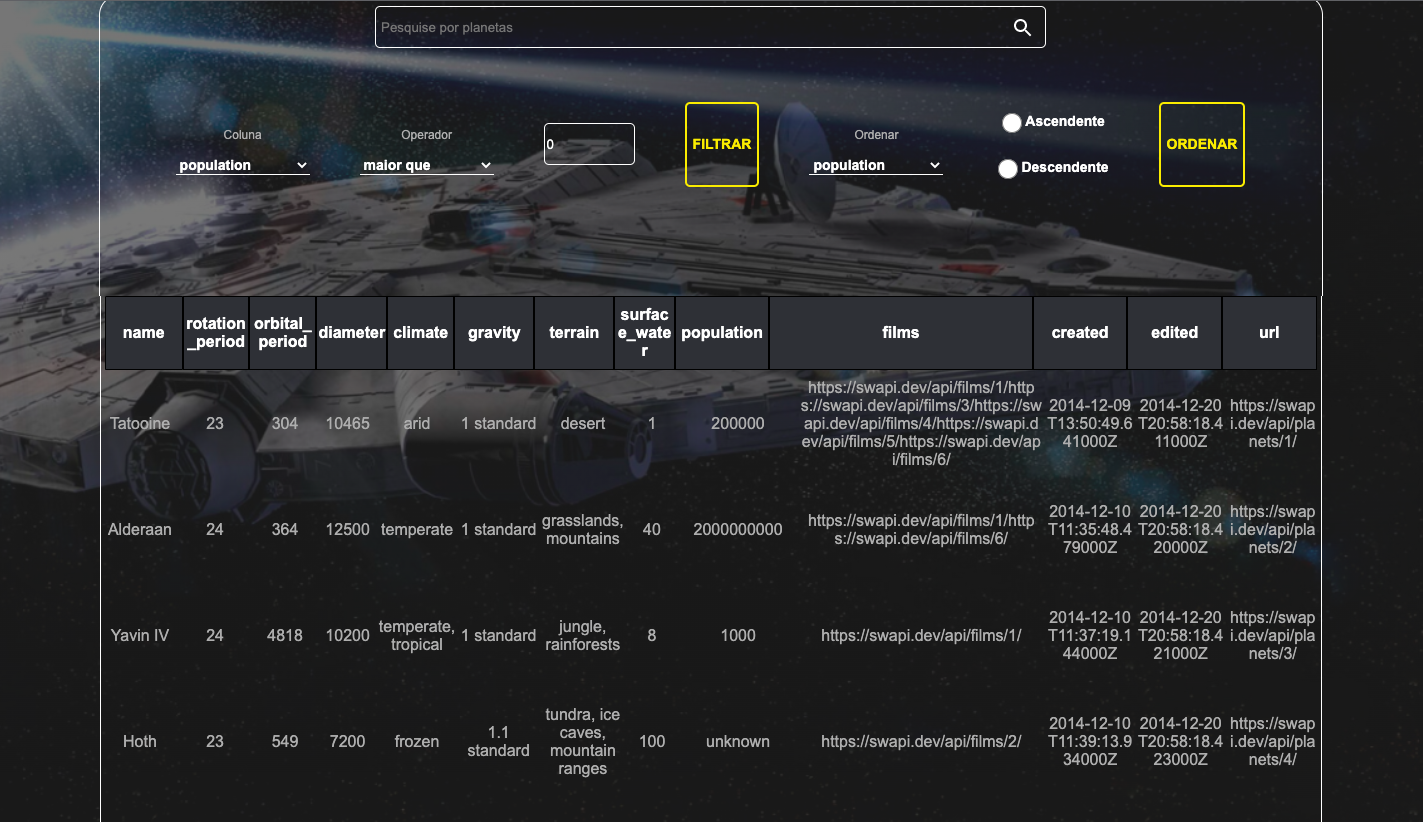 Pesquise por planetas
Coluna
population
Operador
maior que
0
FILTRAR
Ordenar
population
Ascendente
Descendente
ORDENAR
name rotation_period orbital_period diameter climate gravity terrain surface_water population films created edited url
Tatooine 23 304 10465 arid 1 standard desert 1 200000 https://swapi.dev/api/films/1/https://swapi.dev/api/films/3/https://swapi.dev/api/films/4/https://swapi.dev/api/films/5/https://swapi.dev/api/films/6/ 2014-12-09T13:50:49.641000Z 2014-12-20T20:58:18.411000Z https://swapi.dev/api/planets/1/
Alderaan 24 364 12500 temperate 1 standard grasslands, mountains 40 2000000000 https://swapi.dev/api/films/1/https://swapi.dev/api/films/6/ 2014-12-10T11:35:48.479000Z 2014-12-20T20:58:18.420000Z https://swapi.dev/api/planets/2/
Yavin IV 24 4818 10200 temperate, tropical 1 standard jungle, rainforests 8 1000 https://swapi.dev/api/films/1/ 2014-12-10T11:37:19.144000Z 2014-12-20T20:58:18.421000Z https://swapi.dev/api/planets/3/
Hoth 23 549 7200 frozen 1.1 standard tundra, ice caves, mountain ranges 100 unknown https://swapi.dev/api/films/2/ 2014-12-10T11:39:13.934000Z 2014-12-20T20:58:18.423000Z https://swapi.dev/api/planets/4/